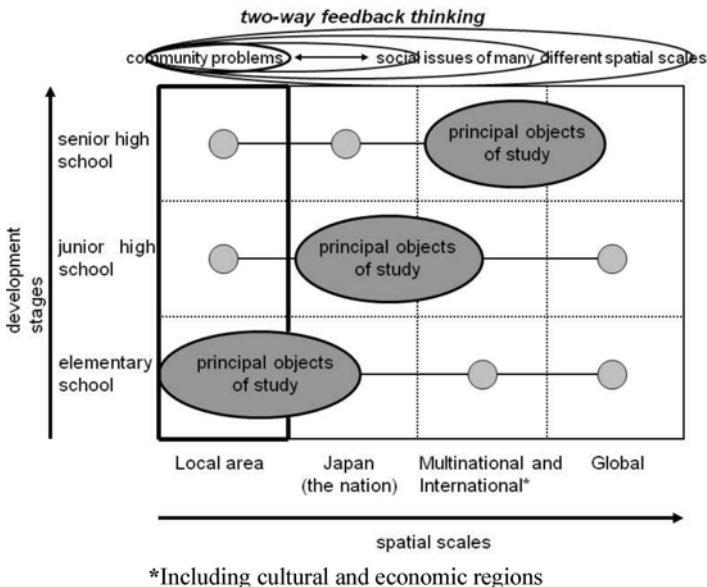 two-way feedback thinking
community problems
social issues of many different spatial scales
senior high
school
principal objects
of study
junior high
school
principal objects
of study
development
stages
elementary
school
principal objects
of study
Local area
Japan
(the nation)
Multinational and
International*
Global
spatial scales
*Including cultural and economic regions